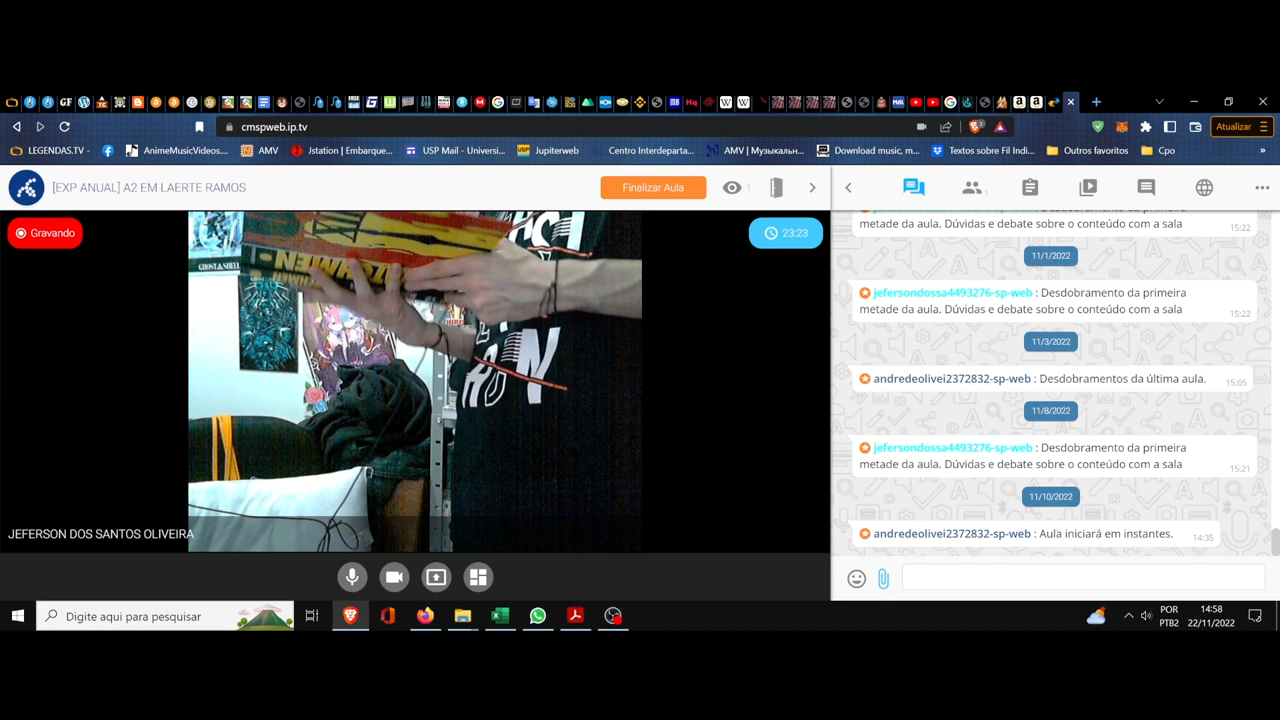 cmspweb.ip.tv
Atualizar
LEGENDAS.TV -
AnimeMusicVideos...
AMV
Jstation | Embarque...
USP Mail - Universi...
Jupiterweb
Centro Interdeparta...
AMV | Музыкальн...
Download music, m...
Textos sobre Fil Indi...
Outros favoritos
Cpo
»
[EXP ANUAL] A2 EM LAERTE RAMOS
Finalizar Aula
1
1
Gravando
23:23
GHOST
SHELL
JEFERSON DOS SANTOS OLIVEIRA
metade da aula. Dúvidas e debate sobre o conteúdo com a sala
15:22
11/1/2022
jefersondossa4493276-sp-web : Desdobramento da primeira
metade da aula. Dúvidas e debate sobre o conteúdo com a sala
15:22
11/3/2022
andredeolivei2372832-sp-web : Desdobramentos da última aula.
15:05
11/8/2022
jefersondossa4493276-sp-web : Desdobramento da primeira
metade da aula. Dúvidas e debate sobre o conteúdo com a sala
15:21
11/10/2022
andredeolivei2372832-sp-web : Aula iniciará em instantes.
14:35
Digite aqui para pesquisar
POR
PTB2
14:58
22/11/2022